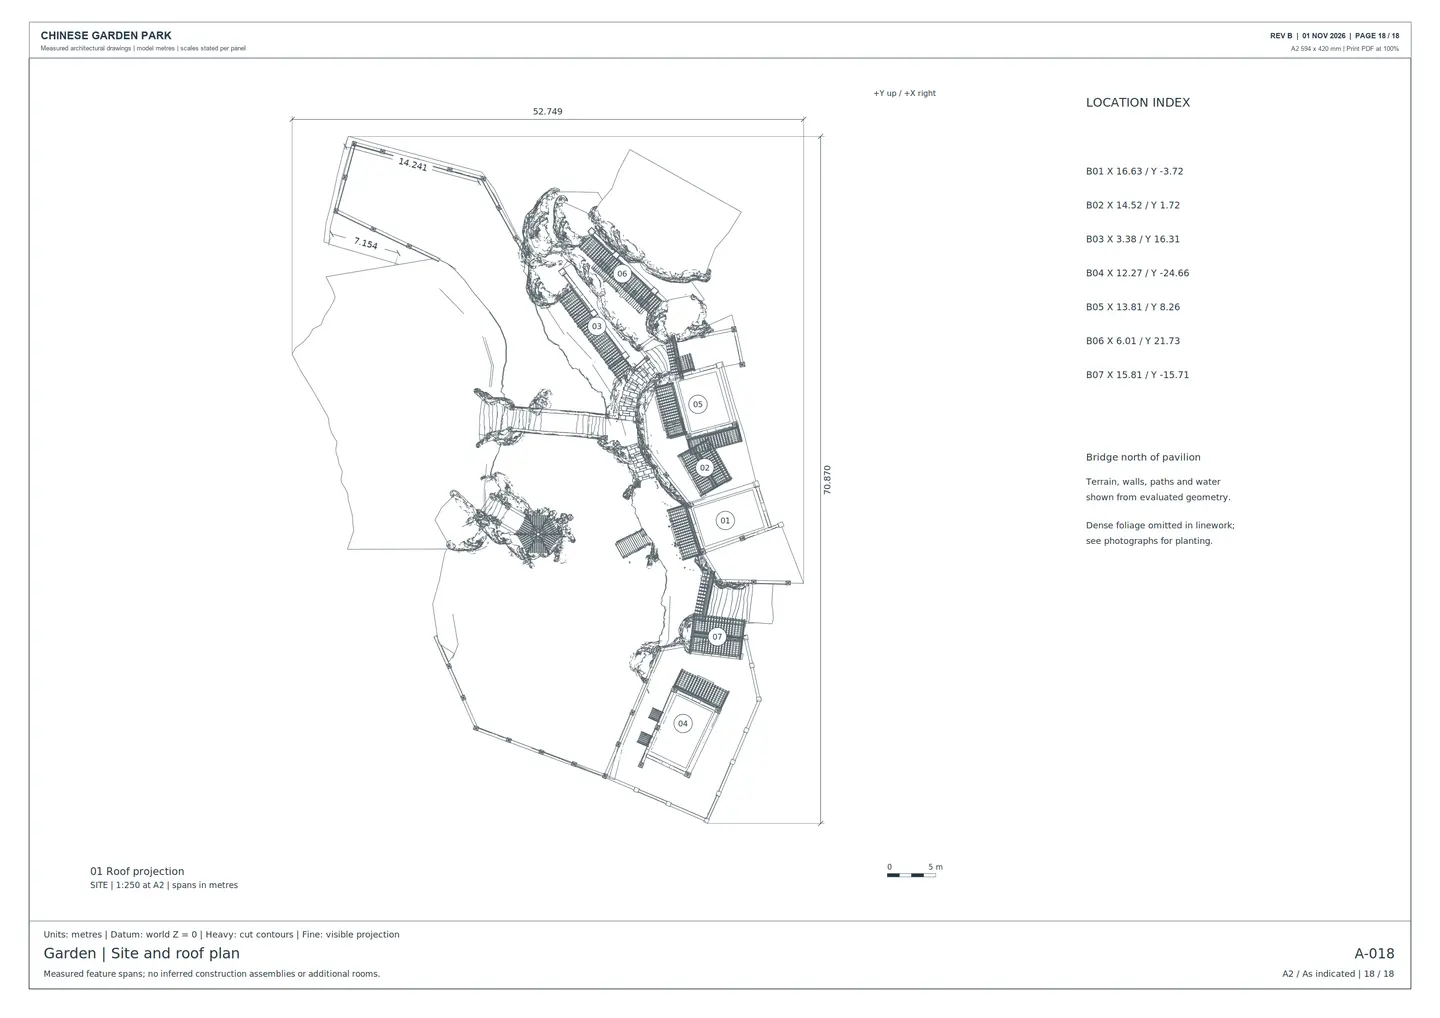 CHINESE GARDEN PARK
Measured architectural drawings | model metres | scales stated per panel
REV B | 01 NOV 2026 | PAGE 18 / 18
A2 594 x 420 mm | Print PDF at 100%
+Y up / +X right
52.749
14.241
7.154
70.870
06
03
05
02
01
07
04
LOCATION INDEX
B01 X 16.63 / Y -3.72
B02 X 14.52 / Y 1.72
B03 X 3.38 / Y 16.31
B04 X 12.27 / Y -24.66
B05 X 13.81 / Y 8.26
B06 X 6.01 / Y 21.73
B07 X 15.81 / Y -15.71
Bridge north of pavilion
Terrain, walls, paths and water
shown from evaluated geometry.
Dense foliage omitted in linework;
see photographs for planting.
01 Roof projection
SITE | 1:250 at A2 | spans in metres
0 5 m
Units: metres | Datum: world Z = 0 | Heavy: cut contours | Fine: visible projection
Garden | Site and roof plan
Measured feature spans; no inferred construction assemblies or additional rooms.
A-018
A2 / As indicated | 18 / 18